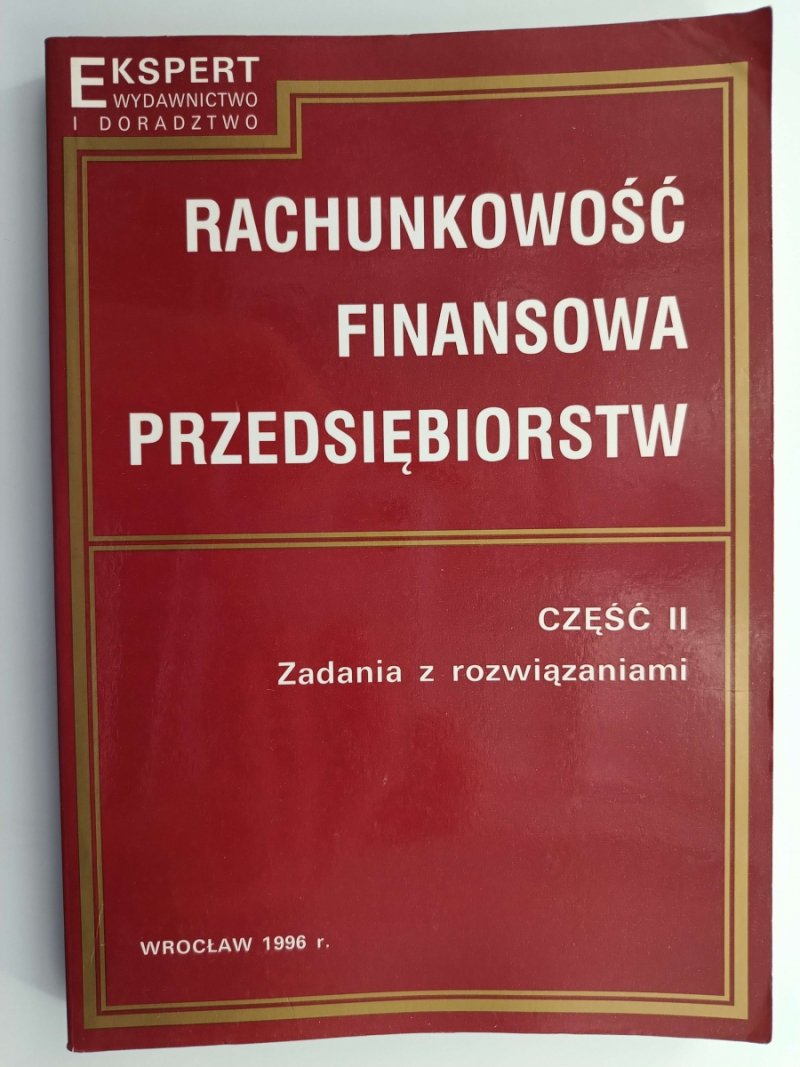 EKSPERT
WYDAWNICTWO
I DORADZTWO
RACHUNKOWOŚĆ
FINANSOWA
PRZEDSIĘBIORSTW
CZĘŚĆ II
Zadania z rozwiązaniami
WROCŁAW 1996 r.